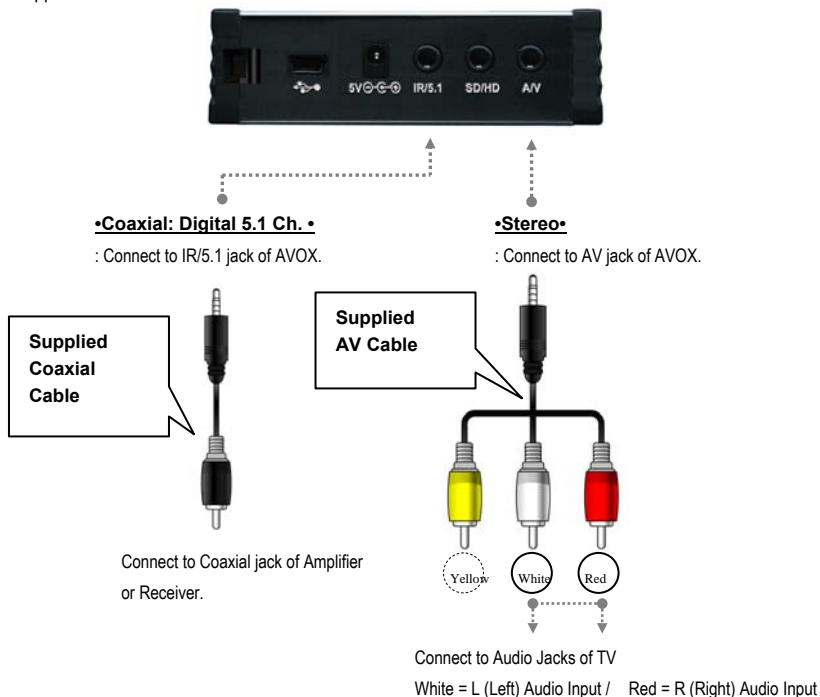 5V IR/5.1 SD/HD A/V
•Coaxial: Digital 5.1 Ch. •
•Stereo•
: Connect to IR/5.1 jack of AVOX.
: Connect to AV jack of AVOX.
Supplied
Coaxial
Cable
Supplied
AV Cable
Connect to Coaxial jack of Amplifier
or Receiver.
Yellow White Red
Connect to Audio Jacks of TV
White = L (Left) Audio Input / Red = R (Right) Audio Input